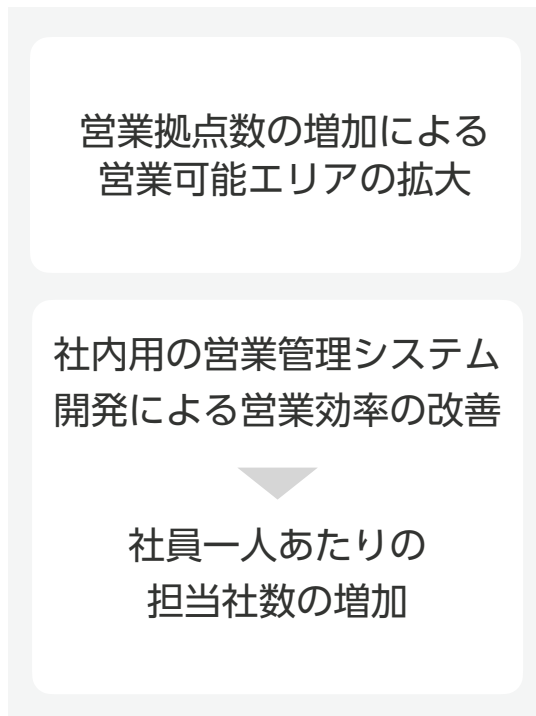 営業拠点数の増加による
営業可能エリアの拡大
社内用の営業管理システム
開発による営業効率の改善
社員一人あたりの
担当社数の増加